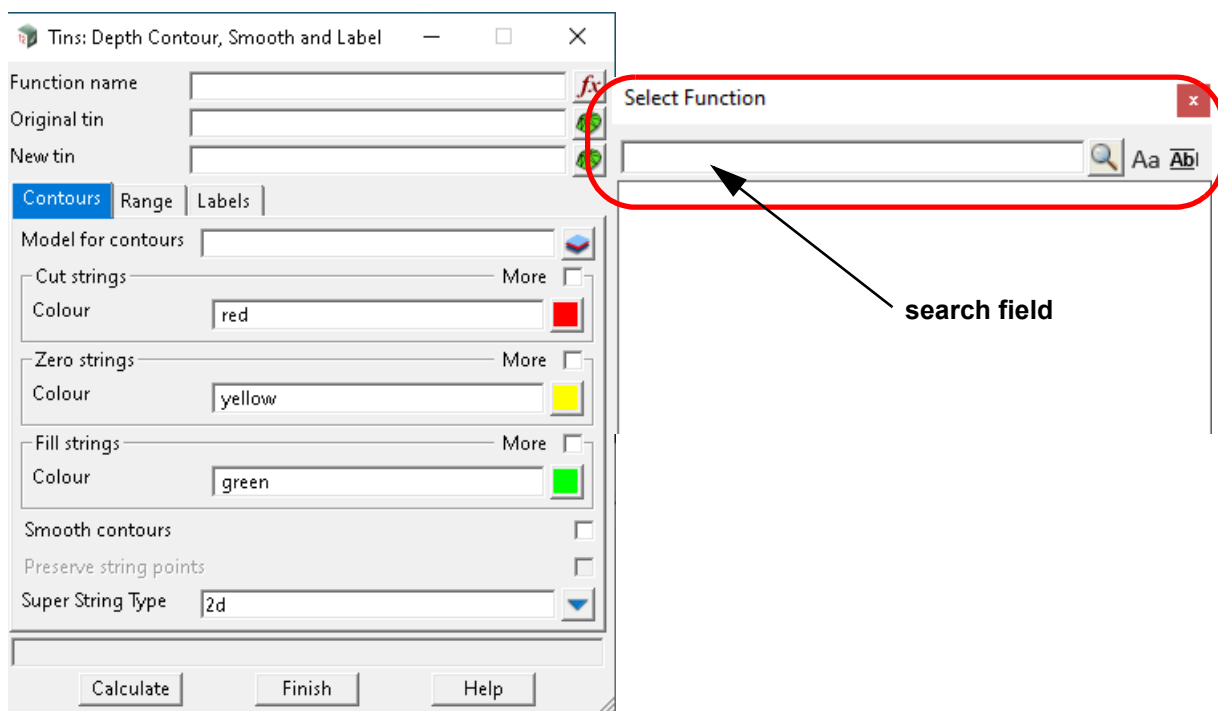 Tins: Depth Contour, Smooth and Label
Function name
Original tin
New tin
Contours Range Labels
Model for contours
Cut strings More
Colour red
Zero strings More
Colour yellow
Fill strings More
Colour green
Smooth contours
Preserve string points
Super String Type 2d
Calculate Finish Help
Select Function
Aa Abl
search field